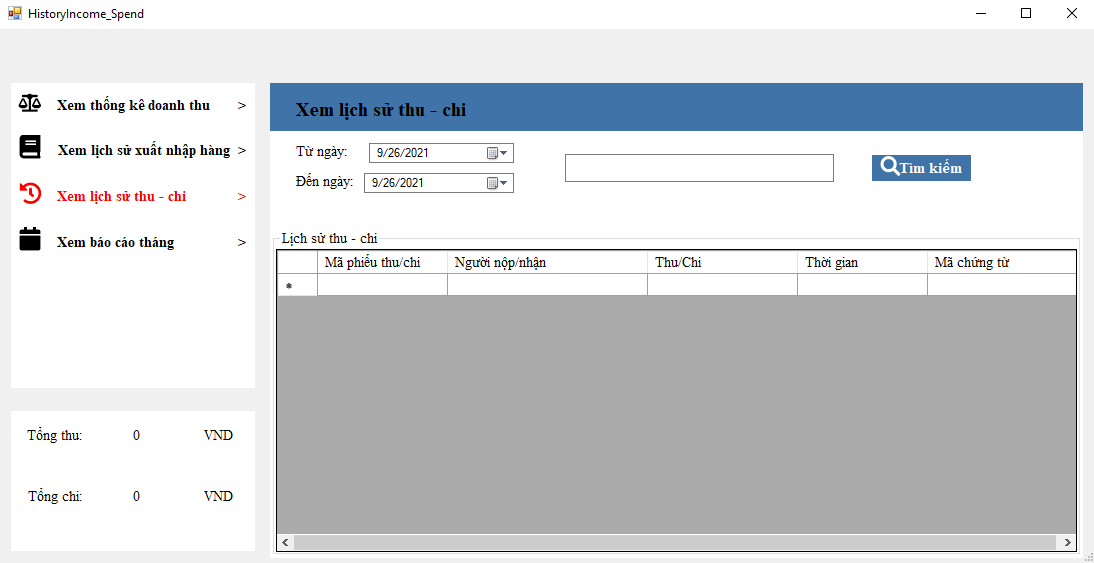 HistoryIncome_Spend
Xem thống kê doanh thu >
Xem lịch sử xuất nhập hàng >
Xem lịch sử thu - chi >
Xem báo cáo tháng >
Tổng thu: 0 VND
Tổng chi: 0 VND
Xem lịch sử thu - chi
Từ ngày: 9/26/2021
Đến ngày: 9/26/2021
Tìm kiếm
Lịch sử thu - chi
Mã phiếu thu/chi Người nộp/nhận Thu/Chi Thời gian Mã chứng từ